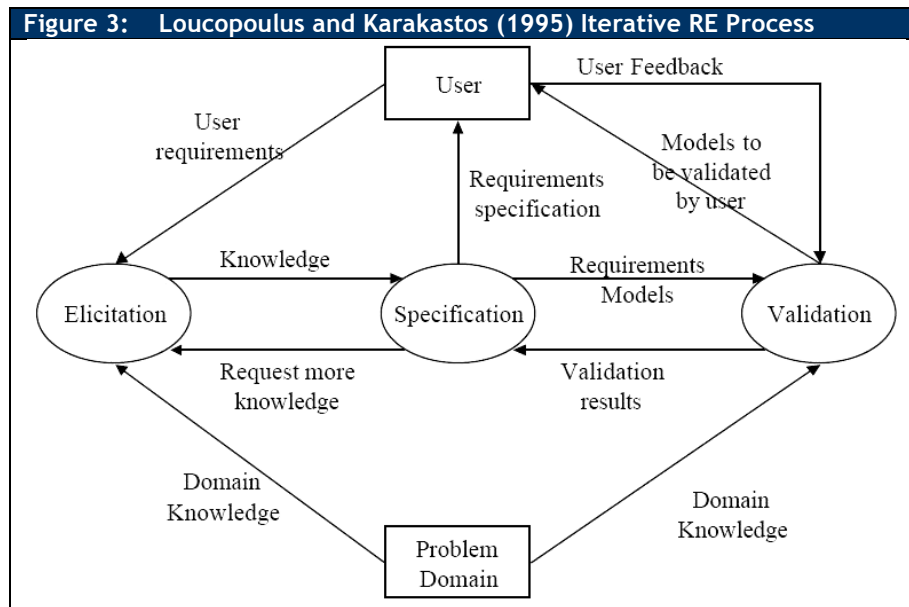 Figure 3: Loucopoulus and Karakastos (1995) Iterative RE Process
User Feedback
User
User
requirements
Models to
be validated
by user
Requirements
specification
Knowledge
Requirements
Models
Elicitation
Specification
Validation
Request more
knowledge
Validation
results
Domain
Knowledge
Domain
Knowledge
Problem
Domain